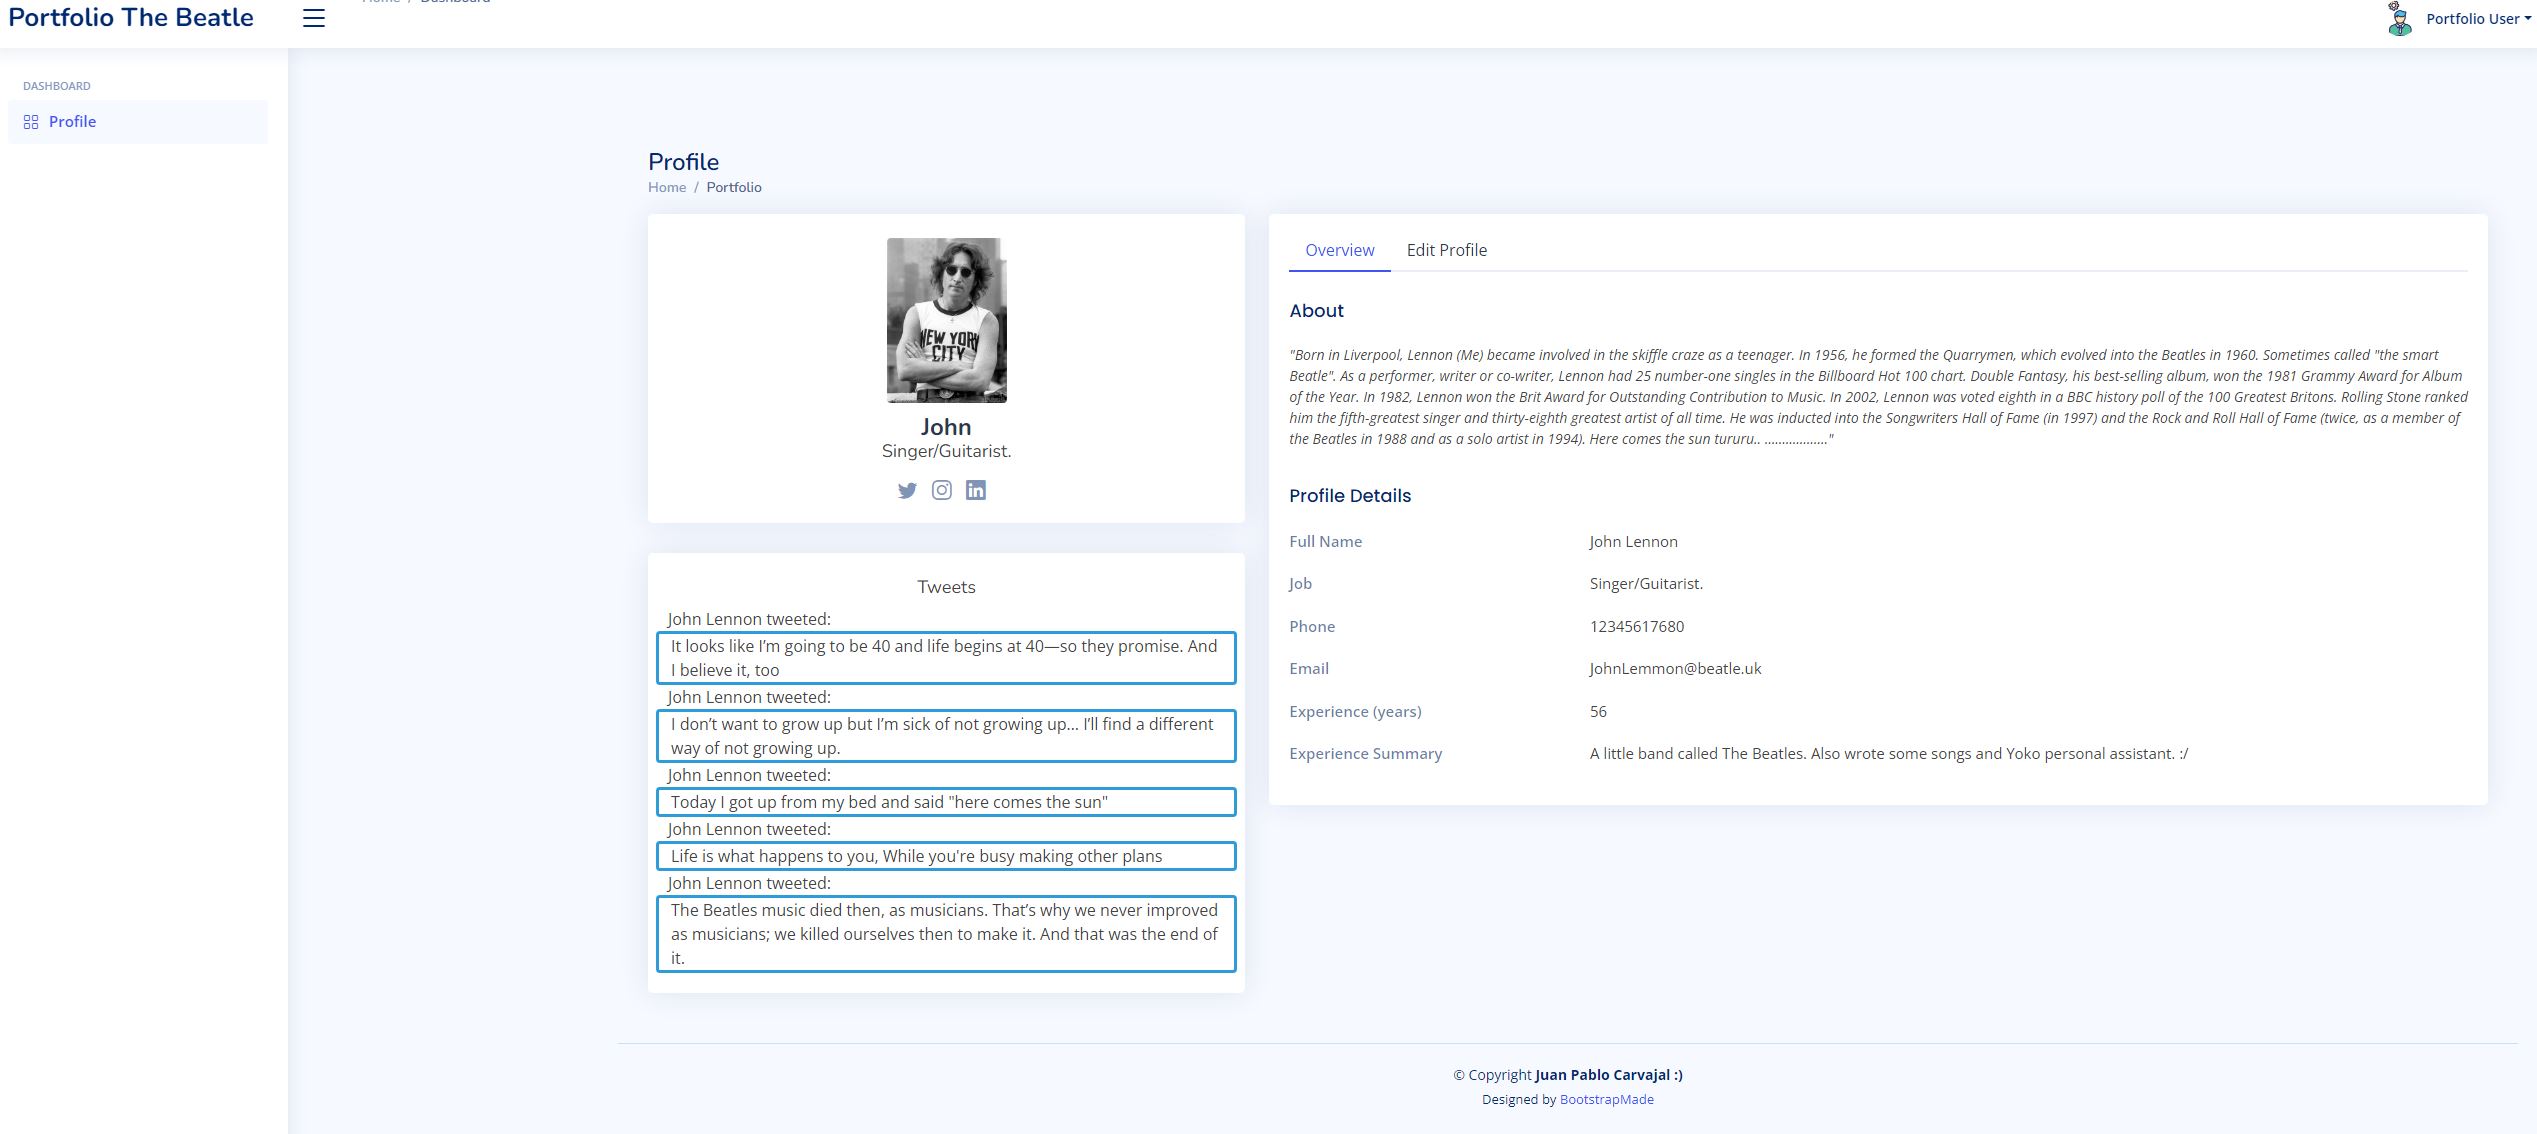 Portfolio The Beatle
Home / Dashboard
Portfolio User
DASHBOARD
Profile
Profile
Home / Portfolio
NEW YORK
CITY
John
Singer/Guitarist.
Tweets
John Lennon tweeted:
It looks like I’m going to be 40 and life begins at 40—so they promise. And
I believe it, too
John Lennon tweeted:
I don’t want to grow up but I’m sick of not growing up... I’ll find a different
way of not growing up.
John Lennon tweeted:
Today I got up from my bed and said "here comes the sun"
John Lennon tweeted:
Life is what happens to you, While you're busy making other plans
John Lennon tweeted:
The Beatles music died then, as musicians. That’s why we never improved
as musicians; we killed ourselves then to make it. And that was the end of
it.
Overview Edit Profile
About
"Born in Liverpool, Lennon (Me) became involved in the skiffle craze as a teenager. In 1956, he formed the Quarrymen, which evolved into the Beatles in 1960. Sometimes called "the smart
Beatle". As a performer, writer or co-writer, Lennon had 25 number-one singles in the Billboard Hot 100 chart. Double Fantasy, his best-selling album, won the 1981 Grammy Award for Album
of the Year. In 1982, Lennon won the Brit Award for Outstanding Contribution to Music. In 2002, Lennon was voted eighth in a BBC history poll of the 100 Greatest Britons. Rolling Stone ranked
him the fifth-greatest singer and thirty-eighth greatest artist of all time. He was inducted into the Songwriters Hall of Fame (in 1997) and the Rock and Roll Hall of Fame (twice, as a member of
the Beatles in 1988 and as a solo artist in 1994). Here comes the sun tururu.. .................."
Profile Details
Full Name John Lennon
Job Singer/Guitarist.
Phone 12345617680
Email JohnLemmon@beatle.uk
Experience (years) 56
Experience Summary A little band called The Beatles. Also wrote some songs and Yoko personal assistant. :/
© Copyright Juan Pablo Carvajal :)
Designed by BootstrapMade